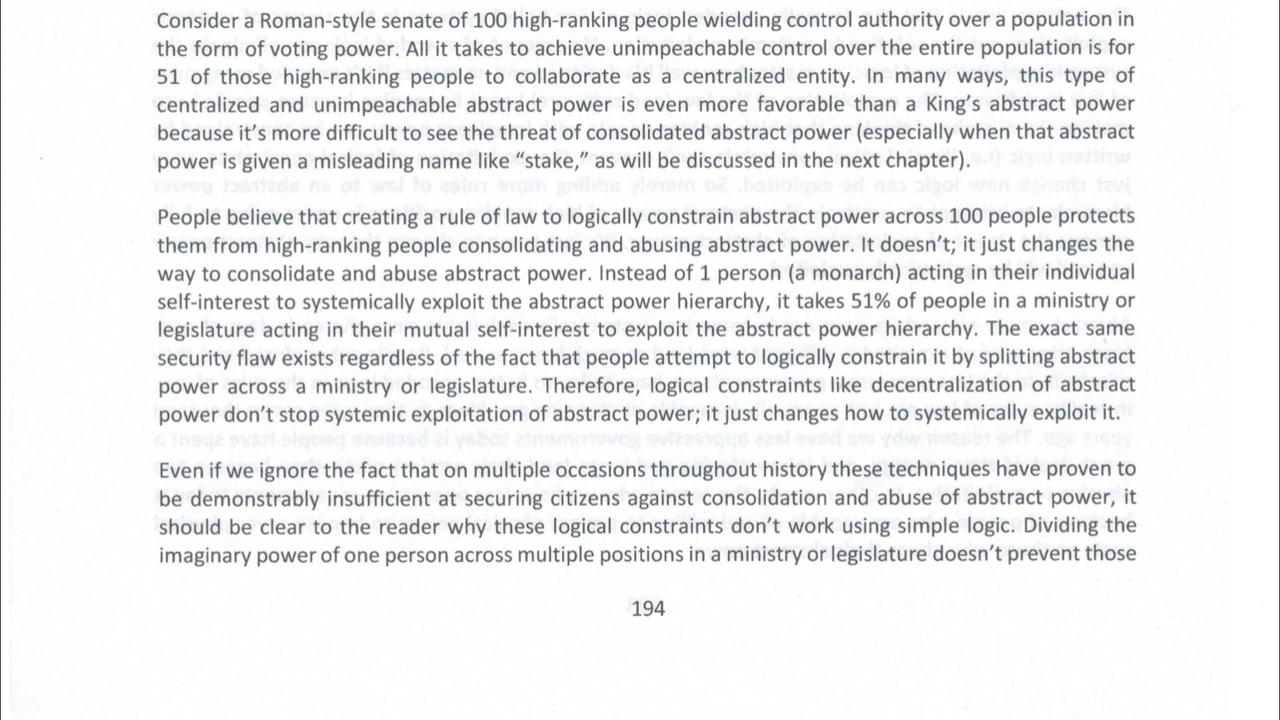 Consider a Roman-style senate of 100 high-ranking people wielding control authority over a population in
the form of voting power. All it takes to achieve unimpeachable control over the entire population is for
51 of those high-ranking people to collaborate as a centralized entity. In many ways, this type of
centralized and unimpeachable abstract power is even more favorable than a King’s abstract power
because it’s more difficult to see the threat of consolidated abstract power (especially when that abstract
power is given a misleading name like “stake,” as will be discussed in the next chapter).
People believe that creating a rule of law to logically constrain abstract power across 100 people protects
them from high-ranking people consolidating and abusing abstract power. It doesn’t; it just changes the
way to consolidate and abuse abstract power. Instead of 1 person (a monarch) acting in their individual
self-interest to systemically exploit the abstract power hierarchy, it takes 51% of people in a ministry or
legislature acting in their mutual self-interest to exploit the abstract power hierarchy. The exact same
security flaw exists regardless of the fact that people attempt to logically constrain it by splitting abstract
power across a ministry or legislature. Therefore, logical constraints like decentralization of abstract
power don’t stop systemic exploitation of abstract power; it just changes how to systemically exploit it.
Even if we ignore the fact that on multiple occasions throughout history these techniques have proven to
be demonstrably insufficient at securing citizens against consolidation and abuse of abstract power, it
should be clear to the reader why these logical constraints don’t work using simple logic. Dividing the
imaginary power of one person across multiple positions in a ministry or legislature doesn’t prevent those
194